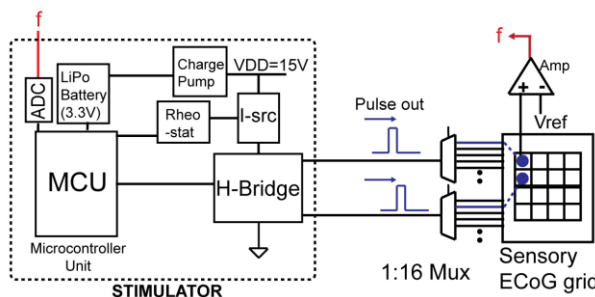 f
f
ADC
LiPo
Battery
(3.3V)
Charge
Pump
VDD=15V
Rheo
-stat
I-src
MCU
Microcontroller
Unit
H-Bridge
STIMULATOR
Pulse out
1:16 Mux
Amp
+ -
Vref
Sensory
ECoG grid